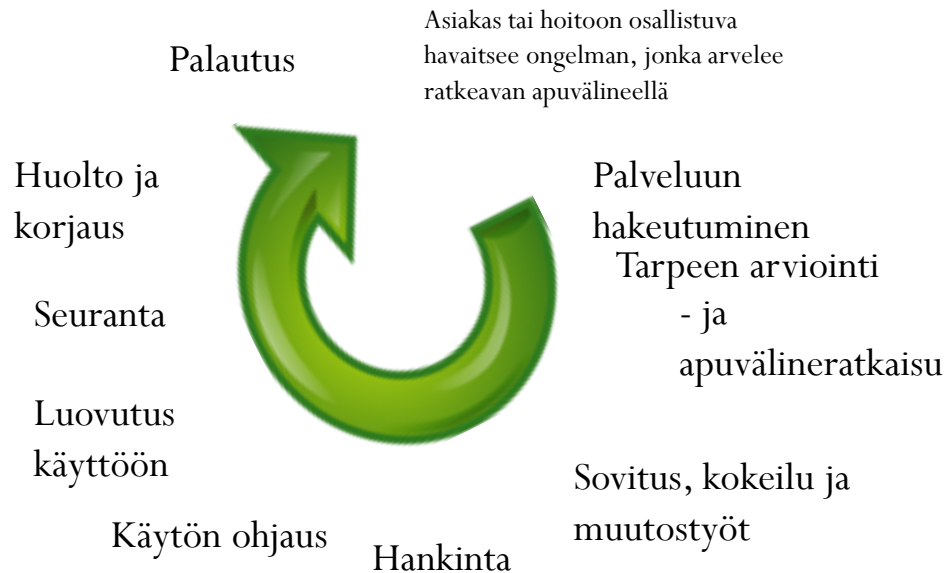 Asiakas tai hoitoon osallistuva
havaitsee ongelman, jonka arvelee
ratkeavan apuvälineellä
Palveluun
hakeutuminen
Tarpeen arviointi
- ja
apuvälineratkaisu
Sovitus, kokeilu ja
muutostyöt
Hankinta
Käytön ohjaus
Luovutus
käyttöön
Seuranta
Huolto ja
korjaus
Palautus